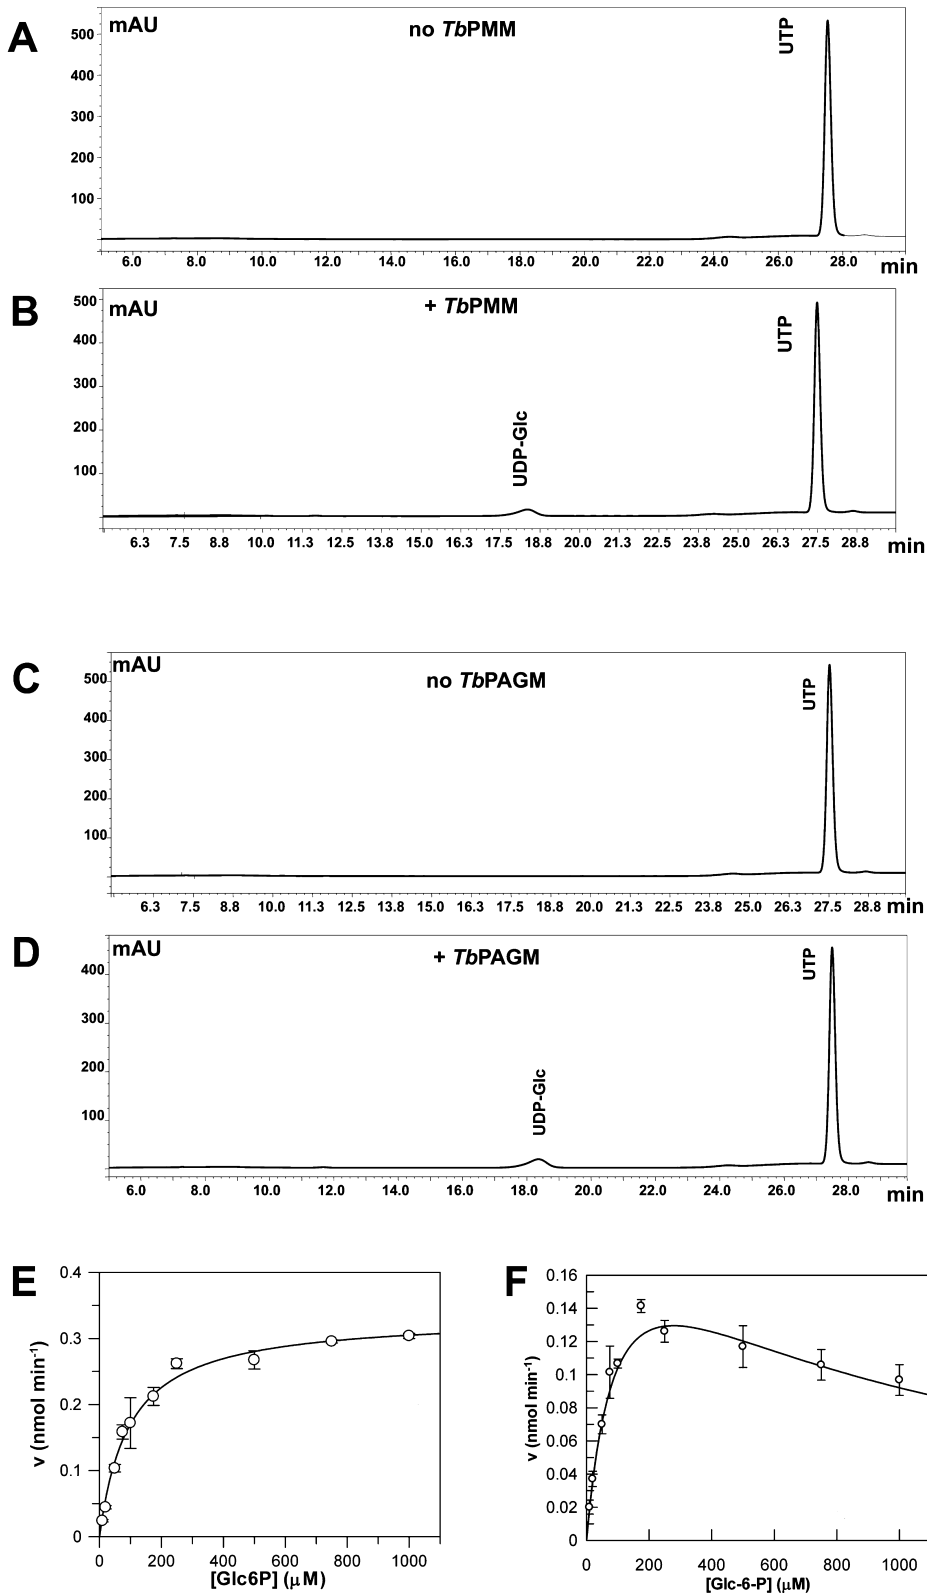 A
mAU
no TbPMM
UTP
500
400
300
200
100
6.0 8.0 10.0 12.0 14.0 16.0 18.0 20.0 22.0 24.0 26.0 28.0 min
B
mAU
+ TbPMM
UTP
UDP-Glc
500
400
300
200
100
6.3 7.5 8.8 10.0 11.3 12.5 13.8 15.0 16.3 17.5 18.8 20.0 21.3 22.5 23.8 25.0 26.3 27.5 28.8 min
C
mAU
no TbPAGM
UTP
500
400
300
200
100
6.3 7.5 8.8 10.0 11.3 12.5 13.8 15.0 16.3 17.5 18.8 20.0 21.3 22.5 23.8 25.0 26.3 27.5 28.8 min
D
mAU
+ TbPAGM
UTP
UDP-Glc
400
300
200
100
6.0 8.0 10.0 12.0 14.0 16.0 18.0 20.0 22.0 24.0 26.0 28.0 min
E
v (nmol min⁻¹)
0.4
0.3
0.2
0.1
0
0 200 400 600 800 1000
[Glc6P] (µM)
F
v (nmol min⁻¹)
0.16
0.14
0.12
0.1
0.08
0.06
0.04
0.02
0
0 200 400 600 800 1000
[Glc-6-P] (µM)